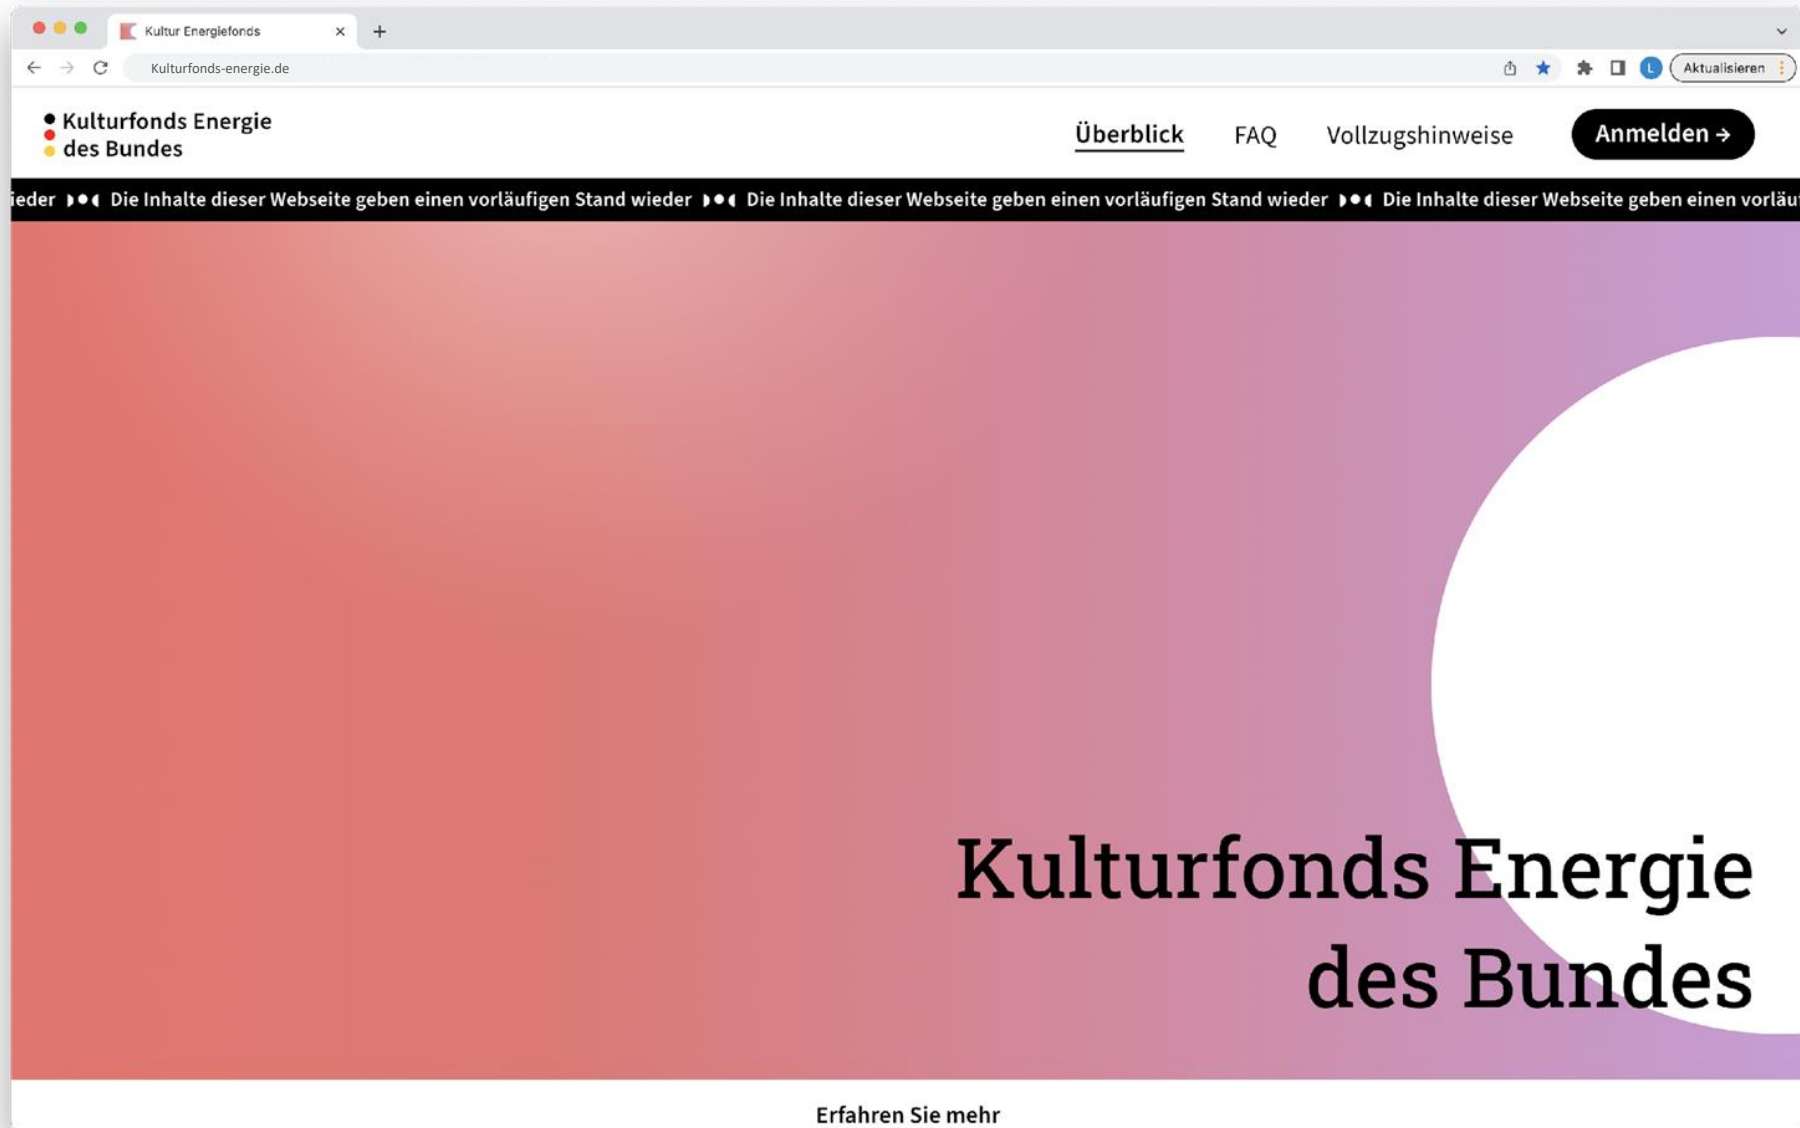 Kultur Energiefonds
Kulturfonds-energie.de
L
Aktualisieren
Kulturfonds Energie
des Bundes
Überblick
FAQ
Vollzugshinweise
Anmelden →
ieder Die Inhalte dieser Webseite geben einen vorläufigen Stand wieder Die Inhalte dieser Webseite geben einen vorläufigen Stand wieder Die Inhalte dieser Webseite geben einen vorläu
Kulturfonds Energie
des Bundes
Erfahren Sie mehr